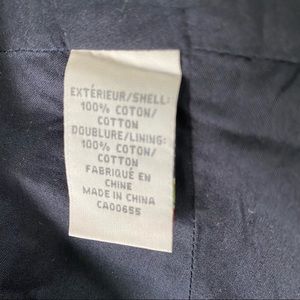 EXTÉRIEUR/SHELL:
100% COTON/
COTTON
DOUBLURE/LINING:
100% COTON/
COTTON
FABRIQUÉ EN
CHINE
MADE IN CHINA
CA00655